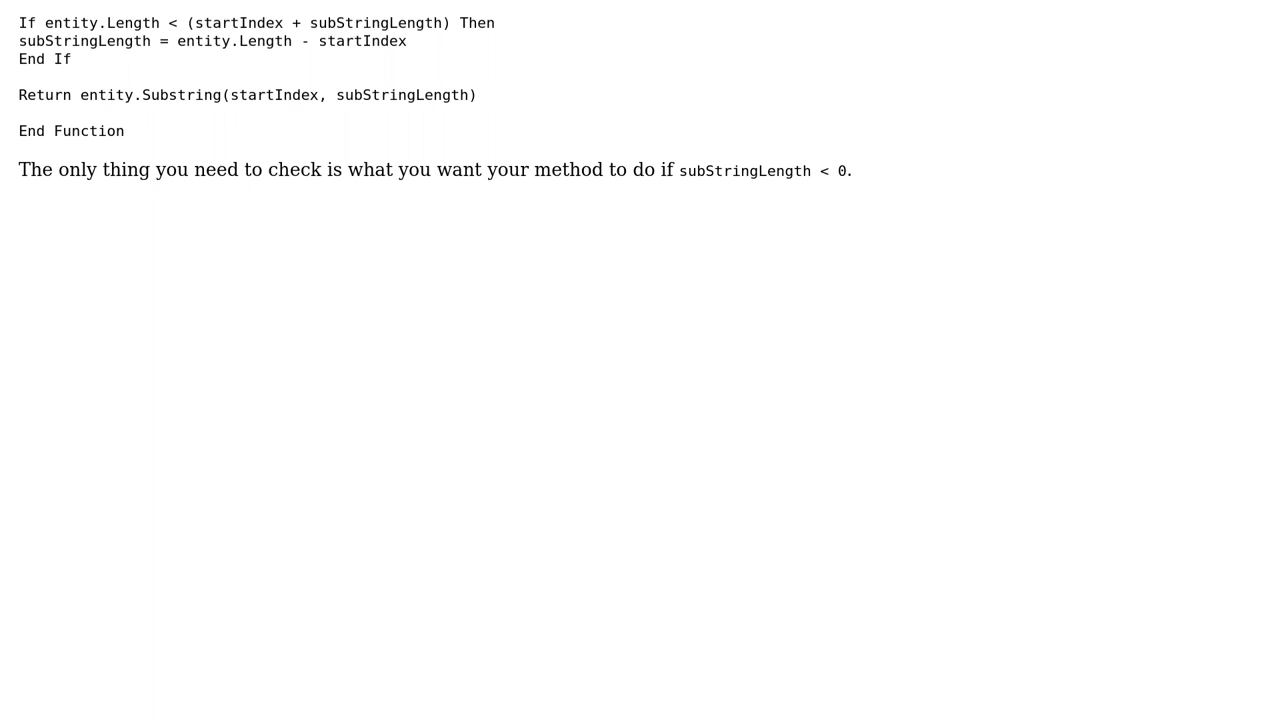 If entity.Length < (startIndex + subStringLength) Then
subStringLength = entity.Length - startIndex
End If
Return entity.Substring(startIndex, subStringLength)
End Function
The only thing you need to check is what you want your method to do if subStringLength < 0.